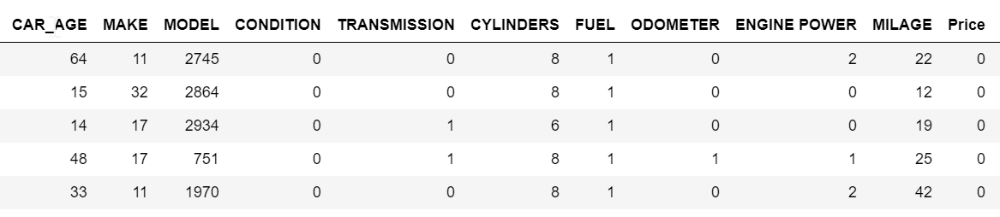 CAR_AGE MAKE MODEL CONDITION TRANSMISSION CYLINDERS FUEL ODOMETER ENGINE POWER MILAGE Price
64 11 2745 0 0 8 1 0 2 22 0
15 32 2864 0 0 8 1 0 0 12 0
14 17 2934 0 1 6 1 0 0 19 0
48 17 751 0 1 8 1 1 1 25 0
33 11 1970 0 0 8 1 0 2 42 0